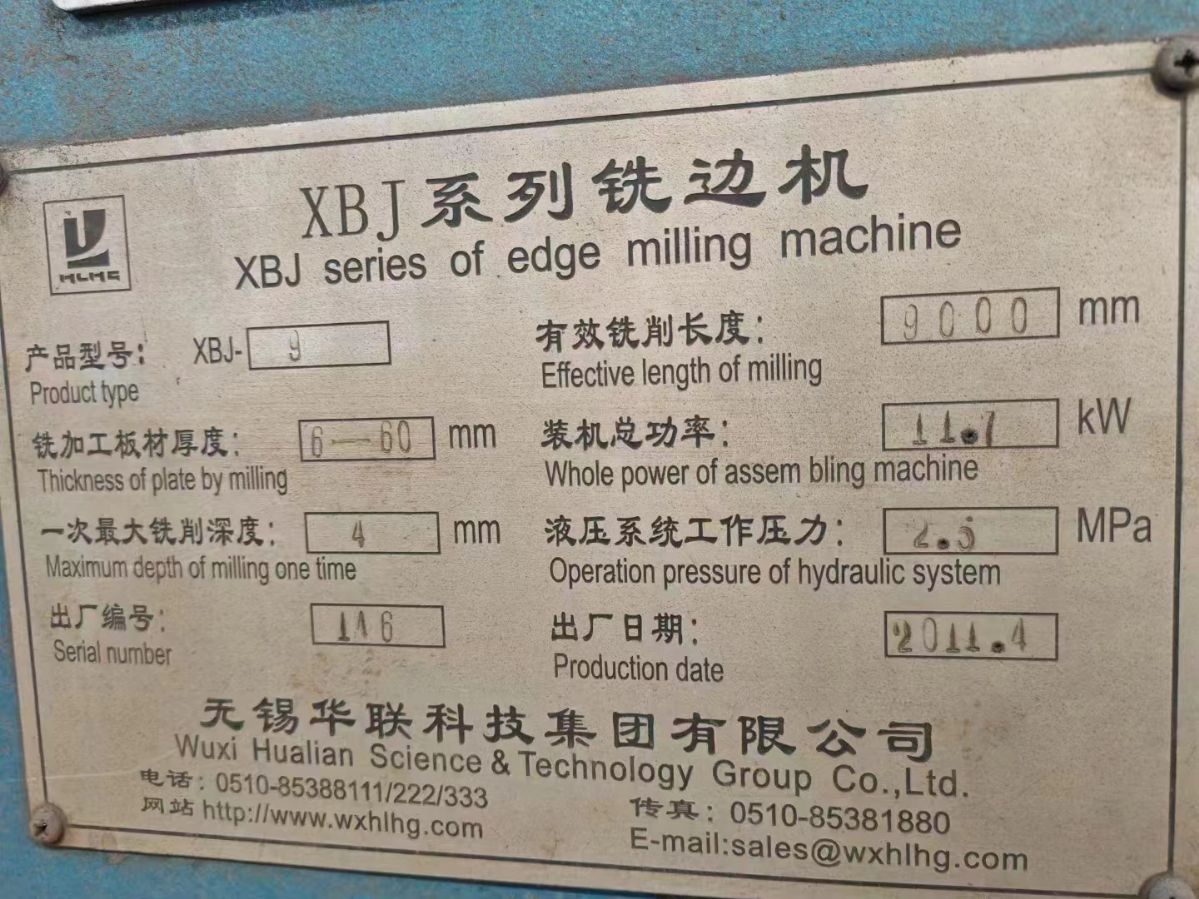 HLMC
XBJ系列铣边机
XBJ series of edge milling machine
产品型号: XBJ-9
Product type
有效铣削长度: 9000 mm
Effective length of milling
铣加工板材厚度: 6—60 mm
Thickness of plate by milling
装机总功率: 11.7 kW
Whole power of assem bling machine
一次最大铣削深度: 4 mm
Maximum depth of milling one time
液压系统工作压力: 2.5 MPa
Operation pressure of hydraulic system
出厂编号: 116
Serial number
出厂日期: 2011.4
Production date
无锡华联科技集团有限公司
Wuxi Hualian Science & Technology Group Co.,Ltd.
电话: 0510-85388111/222/333
传真: 0510-85381880
网站 http://www.wxhlhg.com
E-mail:sales@wxhlhg.com